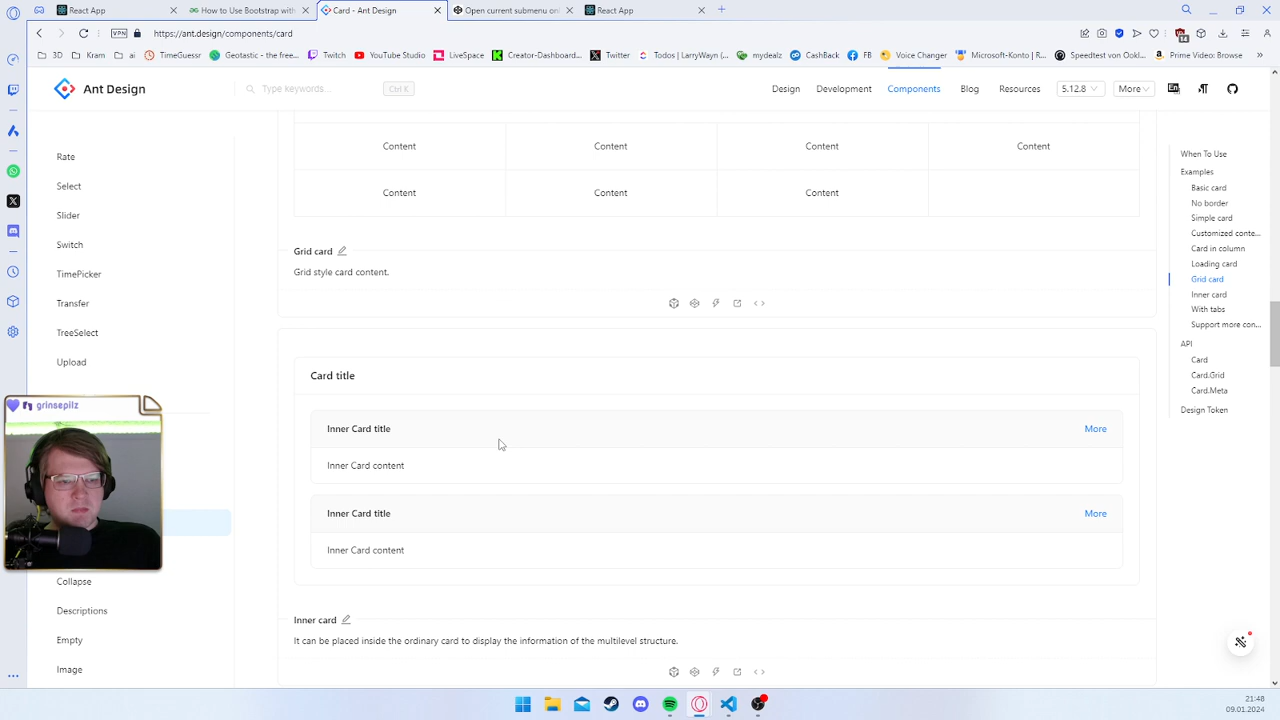 React App
How to Use Bootstrap with
Card - Ant Design
Open current submenu onl
React App
VPN
https://ant.design/components/card
14
3D
Kram
ai
TimeGuessr
Geotastic - the free...
Twitch
YouTube Studio
LiveSpace
Creator-Dashboard...
Twitter
Todos | LarryWayn (...
mydealz
CashBack
FB
Voice Changer
Microsoft-Konto | R...
Speedtest von Ookl...
Prime Video: Browse
Ant Design
Type keywords...
Ctrl K
Design
Development
Components
Blog
Resources
5.12.8
More
Rate
Select
Slider
Switch
TimePicker
Transfer
TreeSelect
Upload
Collapse
Descriptions
Empty
Image
grinsepilz
Content Content Content Content
Content Content Content
Grid card
Grid style card content.
Card title
Inner Card title More
Inner Card content
Inner Card title More
Inner Card content
Inner card
It can be placed inside the ordinary card to display the information of the multilevel structure.
When To Use
Examples
Basic card
No border
Simple card
Customized conte...
Card in column
Loading card
Grid card
Inner card
With tabs
Support more con...
API
Card
Card.Grid
Card.Meta
Design Token
21:48
09.01.2024